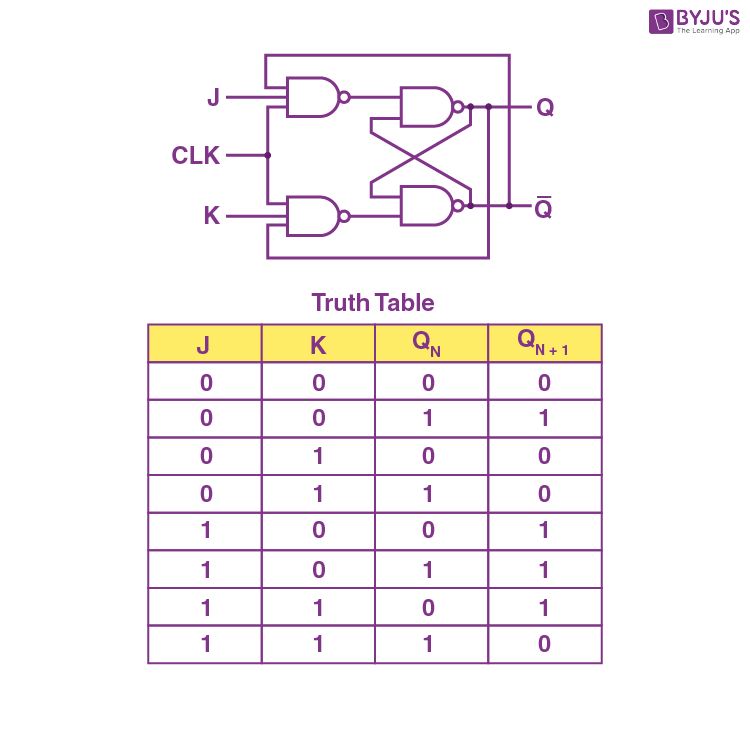 BYJU'S
The Learning App
J
Q
CLK
K
Q̅
Truth Table
J K Q_N Q_{N + 1}
0 0 0 0
0 0 1 1
0 1 0 0
0 1 1 0
1 0 0 1
1 0 1 1
1 1 0 1
1 1 1 0